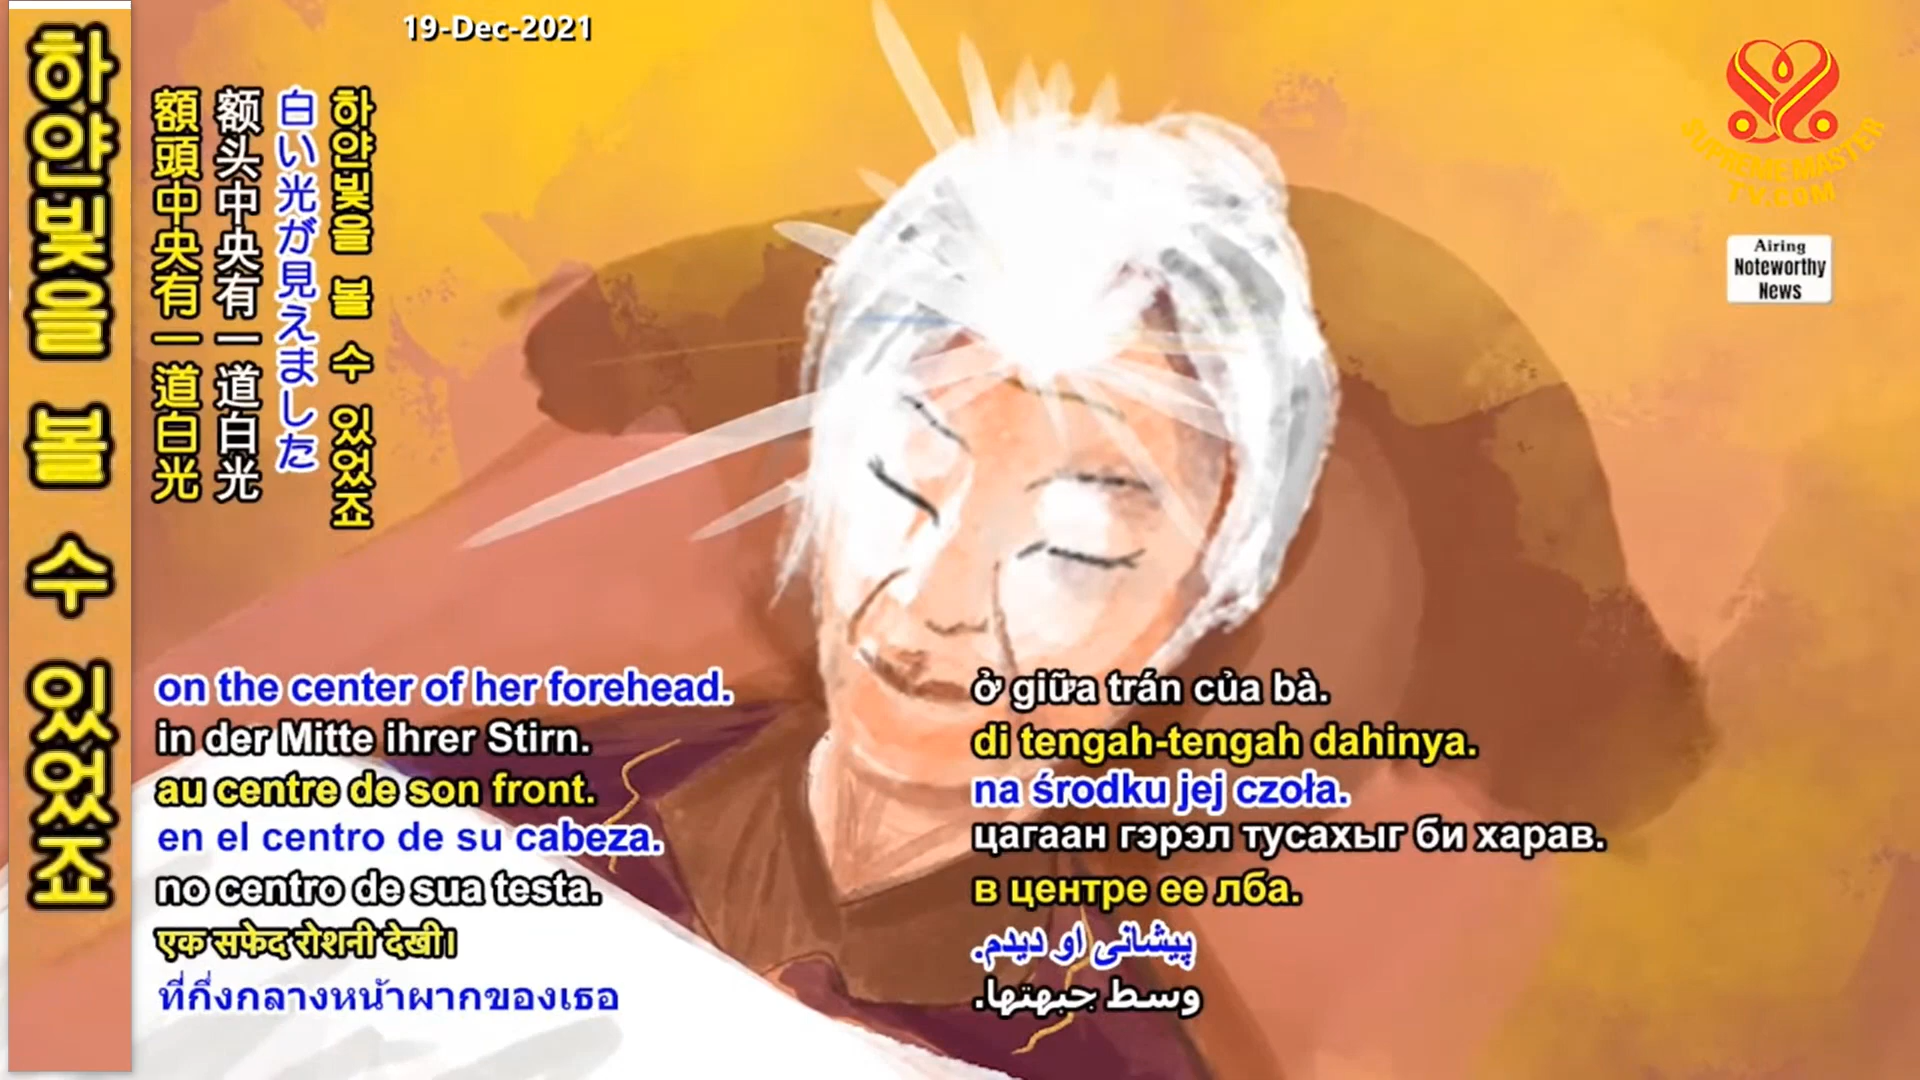 19-Dec-2021
하얀빛을 볼 수 있었죠
額頭中央有一道白光
额头中央有一道白光
白い光が見えました
하얀빛을 볼 수 있었죠
SUPREME MASTER
TV.COM
Airing
Noteworthy
News
on the center of her forehead.
in der Mitte ihrer Stirn.
au centre de son front.
en el centro de su cabeza.
no centro de sua testa.
एक सफेद रोशनी देखी।
ที่กึ่งกลางหน้าผากของเธอ
ở giữa trán của bà.
di tengah-tengah dahinya.
na środku jej czoła.
цагаан гэрэл тусахыг би харав.
в центре ее лба.
پیشانی او دیدم.
وسط جبهتها.